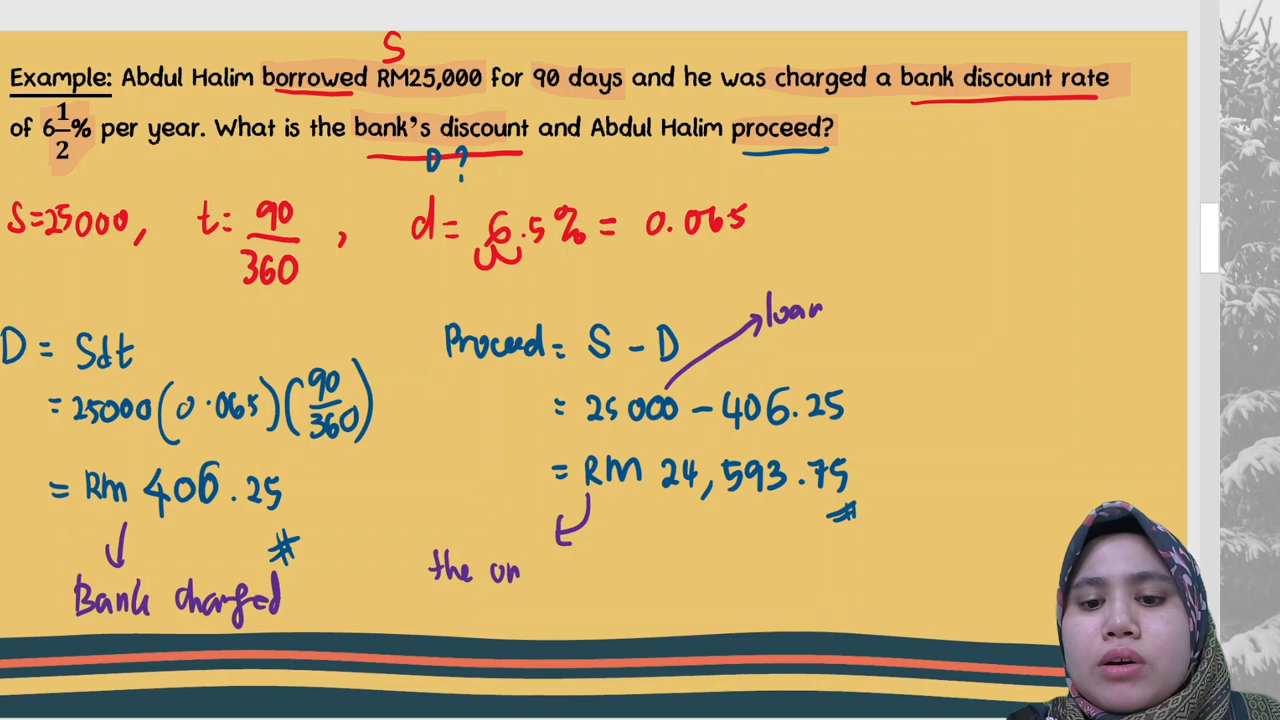 S
Example: Abdul Halim borrowed RM25,000 for 90 days and he was charged a bank discount rate
of 6 1/2% per year. What is the bank's discount and Abdul Halim proceed?
D ?
S=25000, t= 90/360, d= 6.5% = 0.065
loan
D = Sdt
= 25000(0.065)(90/360)
= RM 406.25
Bank charged
Proceed = S - D
= 25000 - 406.25
= RM 24,593.75
the on